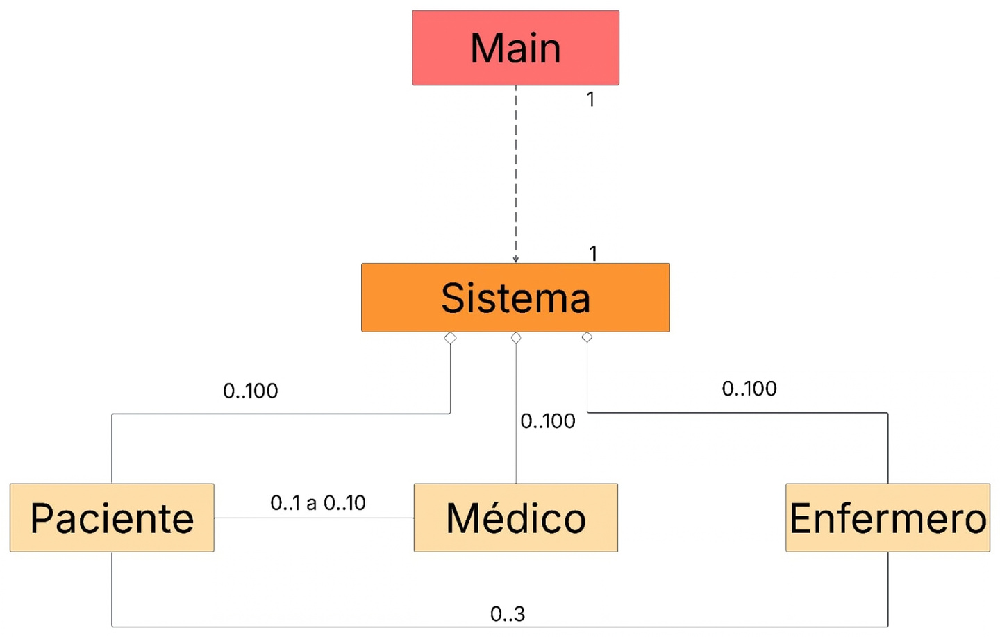 Main
1
1
Sistema
0..100
0..100
0..100
Paciente
0..1 a 0..10
Médico
Enfermero
0..3